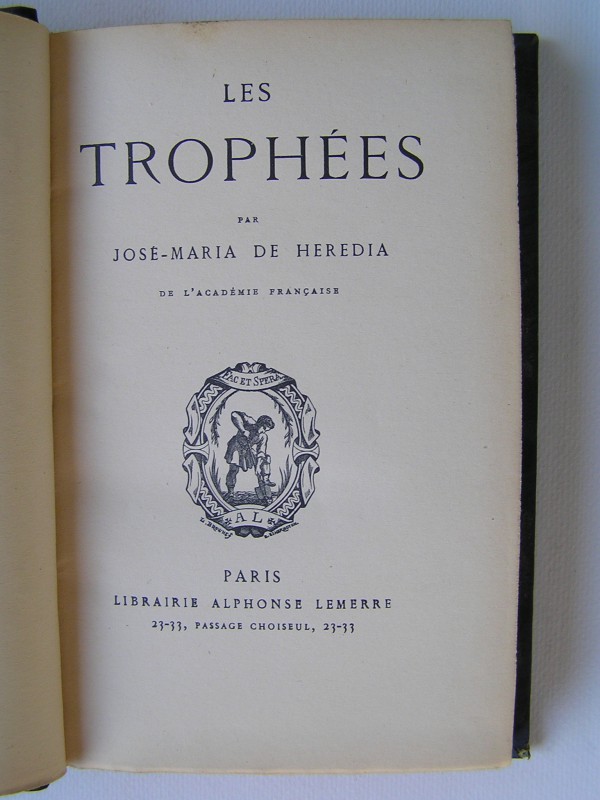 LES
TROPHÉES
PAR
JOSÉ-MARIA DE HEREDIA
DE L'ACADÉMIE FRANÇAISE
FAC ET SPERA
AL
PARIS
LIBRAIRIE ALPHONSE LEMERRE
23-33, PASSAGE CHOISEUL, 23-33